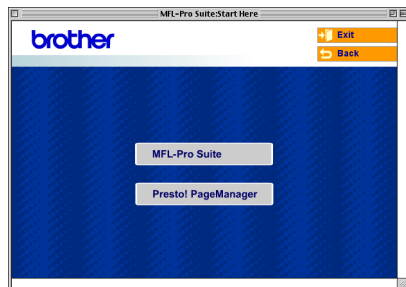 MFL-Pro Suite:Start Here
brother
Exit
Back
MFL-Pro Suite
Presto! PageManager